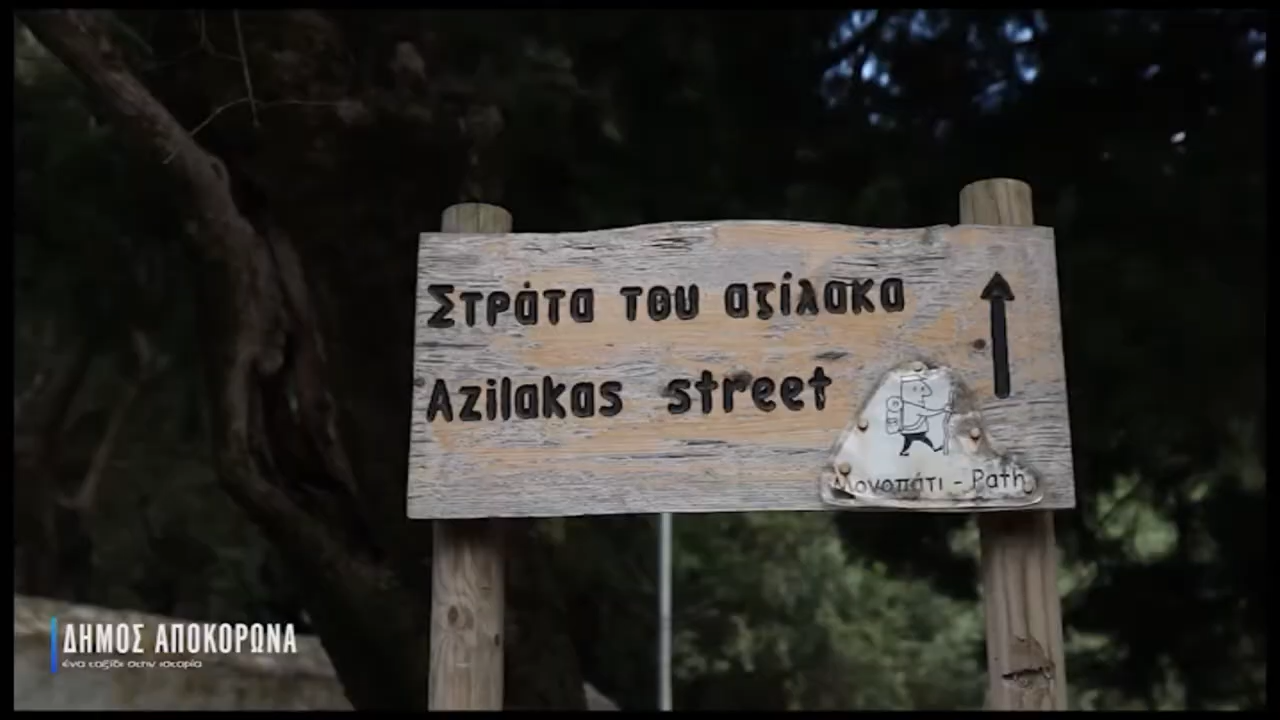 Στράτα του αζίλακα
Azilakas street
Μονοπάτι - Path
ΔΗΜΟΣ ΑΠΟΚΟΡΩΝΑ
ένα ταξίδι στην ιστορία